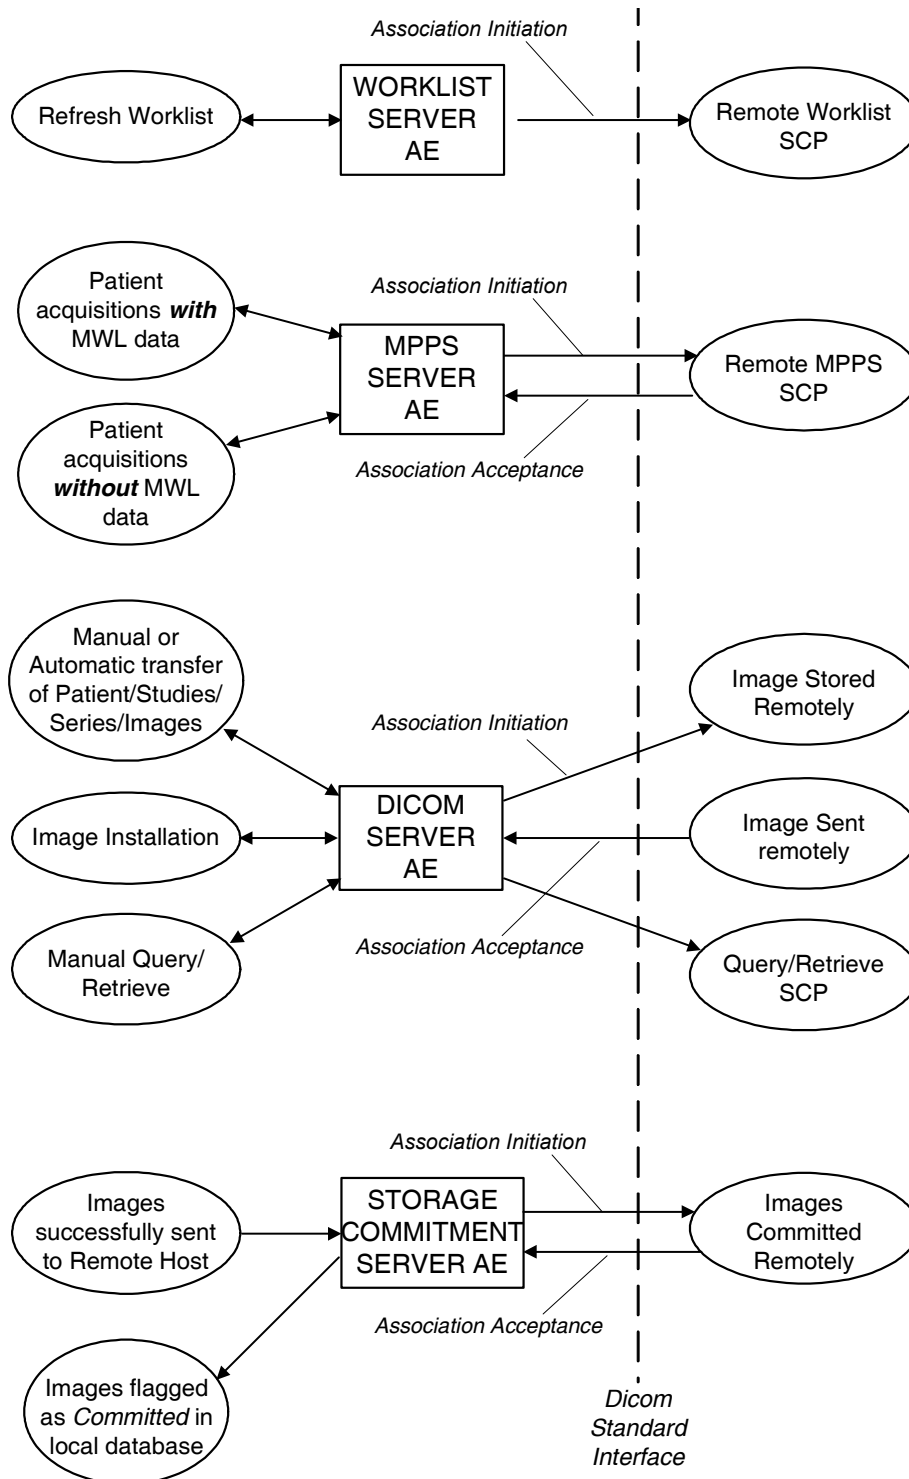 Association Initiation
Refresh Worklist
WORKLIST
SERVER
AE
Remote Worklist
SCP
Patient
acquisitions with
MWL data
Association Initiation
MPPS
SERVER
AE
Remote MPPS
SCP
Patient
acquisitions
without MWL
data
Association Acceptance
Manual or
Automatic transfer
of Patient/Studies/
Series/Images
Association Initiation
Image Stored
Remotely
Image Installation
DICOM
SERVER
AE
Image Sent
remotely
Manual Query/
Retrieve
Association Acceptance
Query/Retrieve
SCP
Association Initiation
Images
successfully sent
to Remote Host
STORAGE
COMMITMENT
SERVER AE
Images
Committed
Remotely
Association Acceptance
Images flagged
as Committed in
local database
Dicom
Standard
Interface